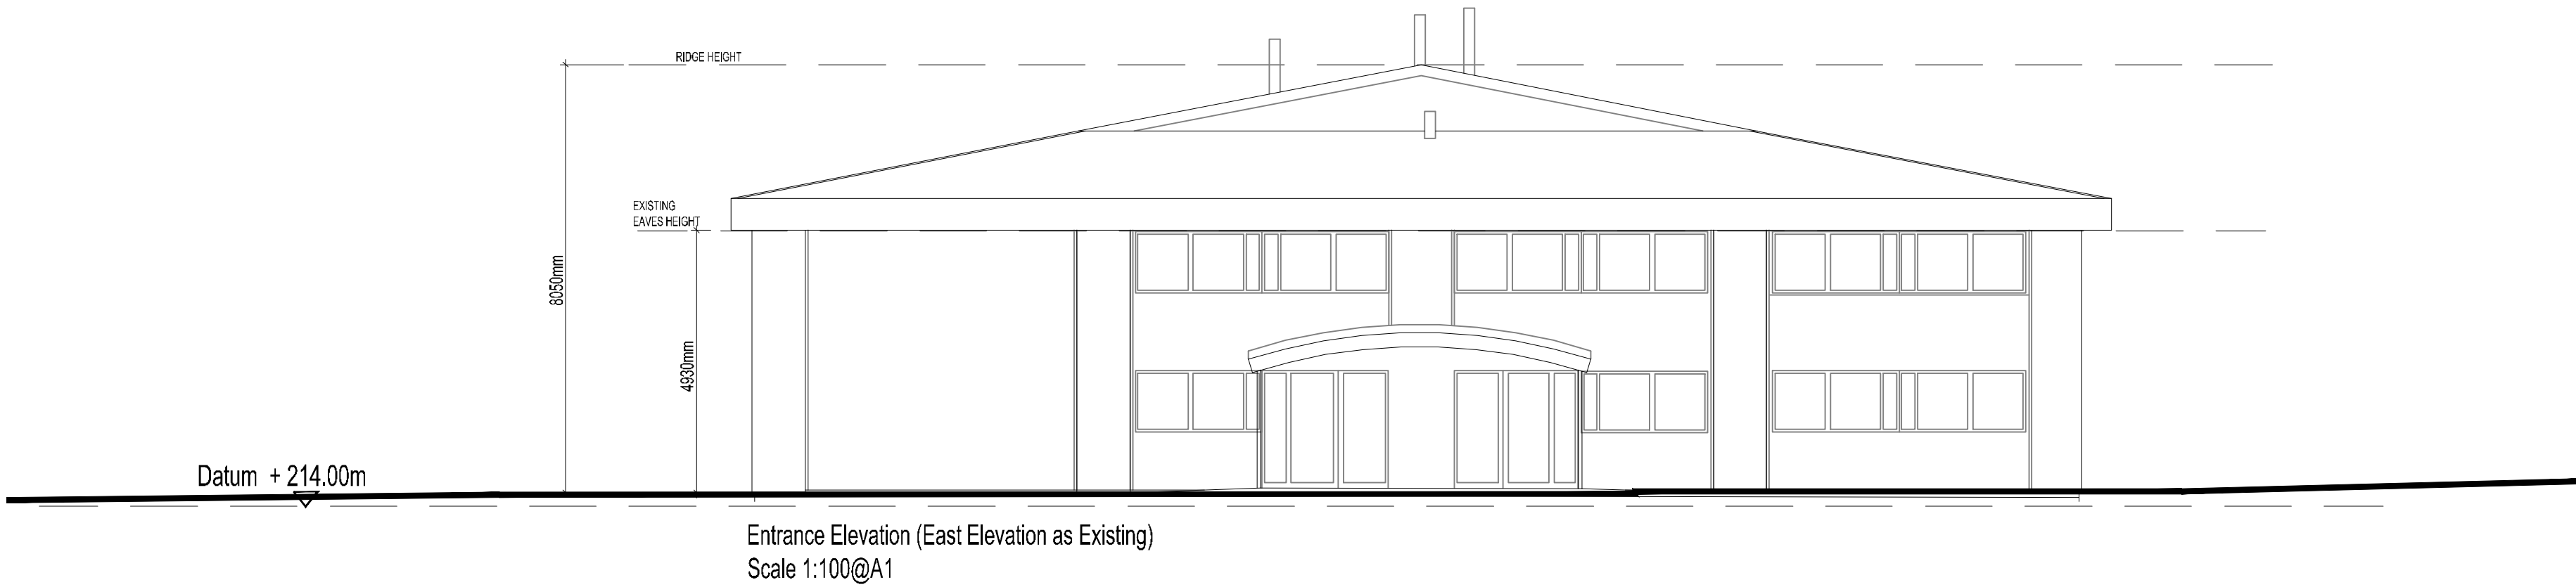 RIDGE HEIGHT
EXISTING
EAVES HEIGHT
8050mm
4930mm
Datum + 214.00m
Entrance Elevation (East Elevation as Existing)
Scale 1:100@A1